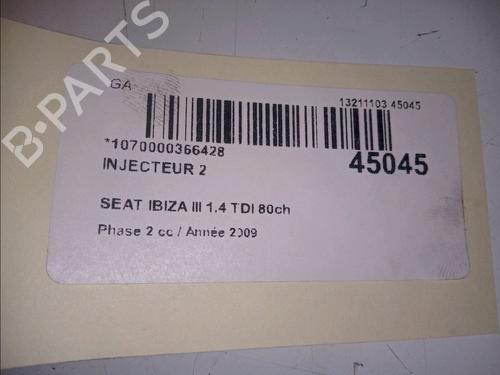 B-PARTS
GA
13211103 45045
*1070000366428
45045
INJECTEUR 2
SEAT IBIZA III 1.4 TDI 80ch
Phase 2 cc / Année 2009